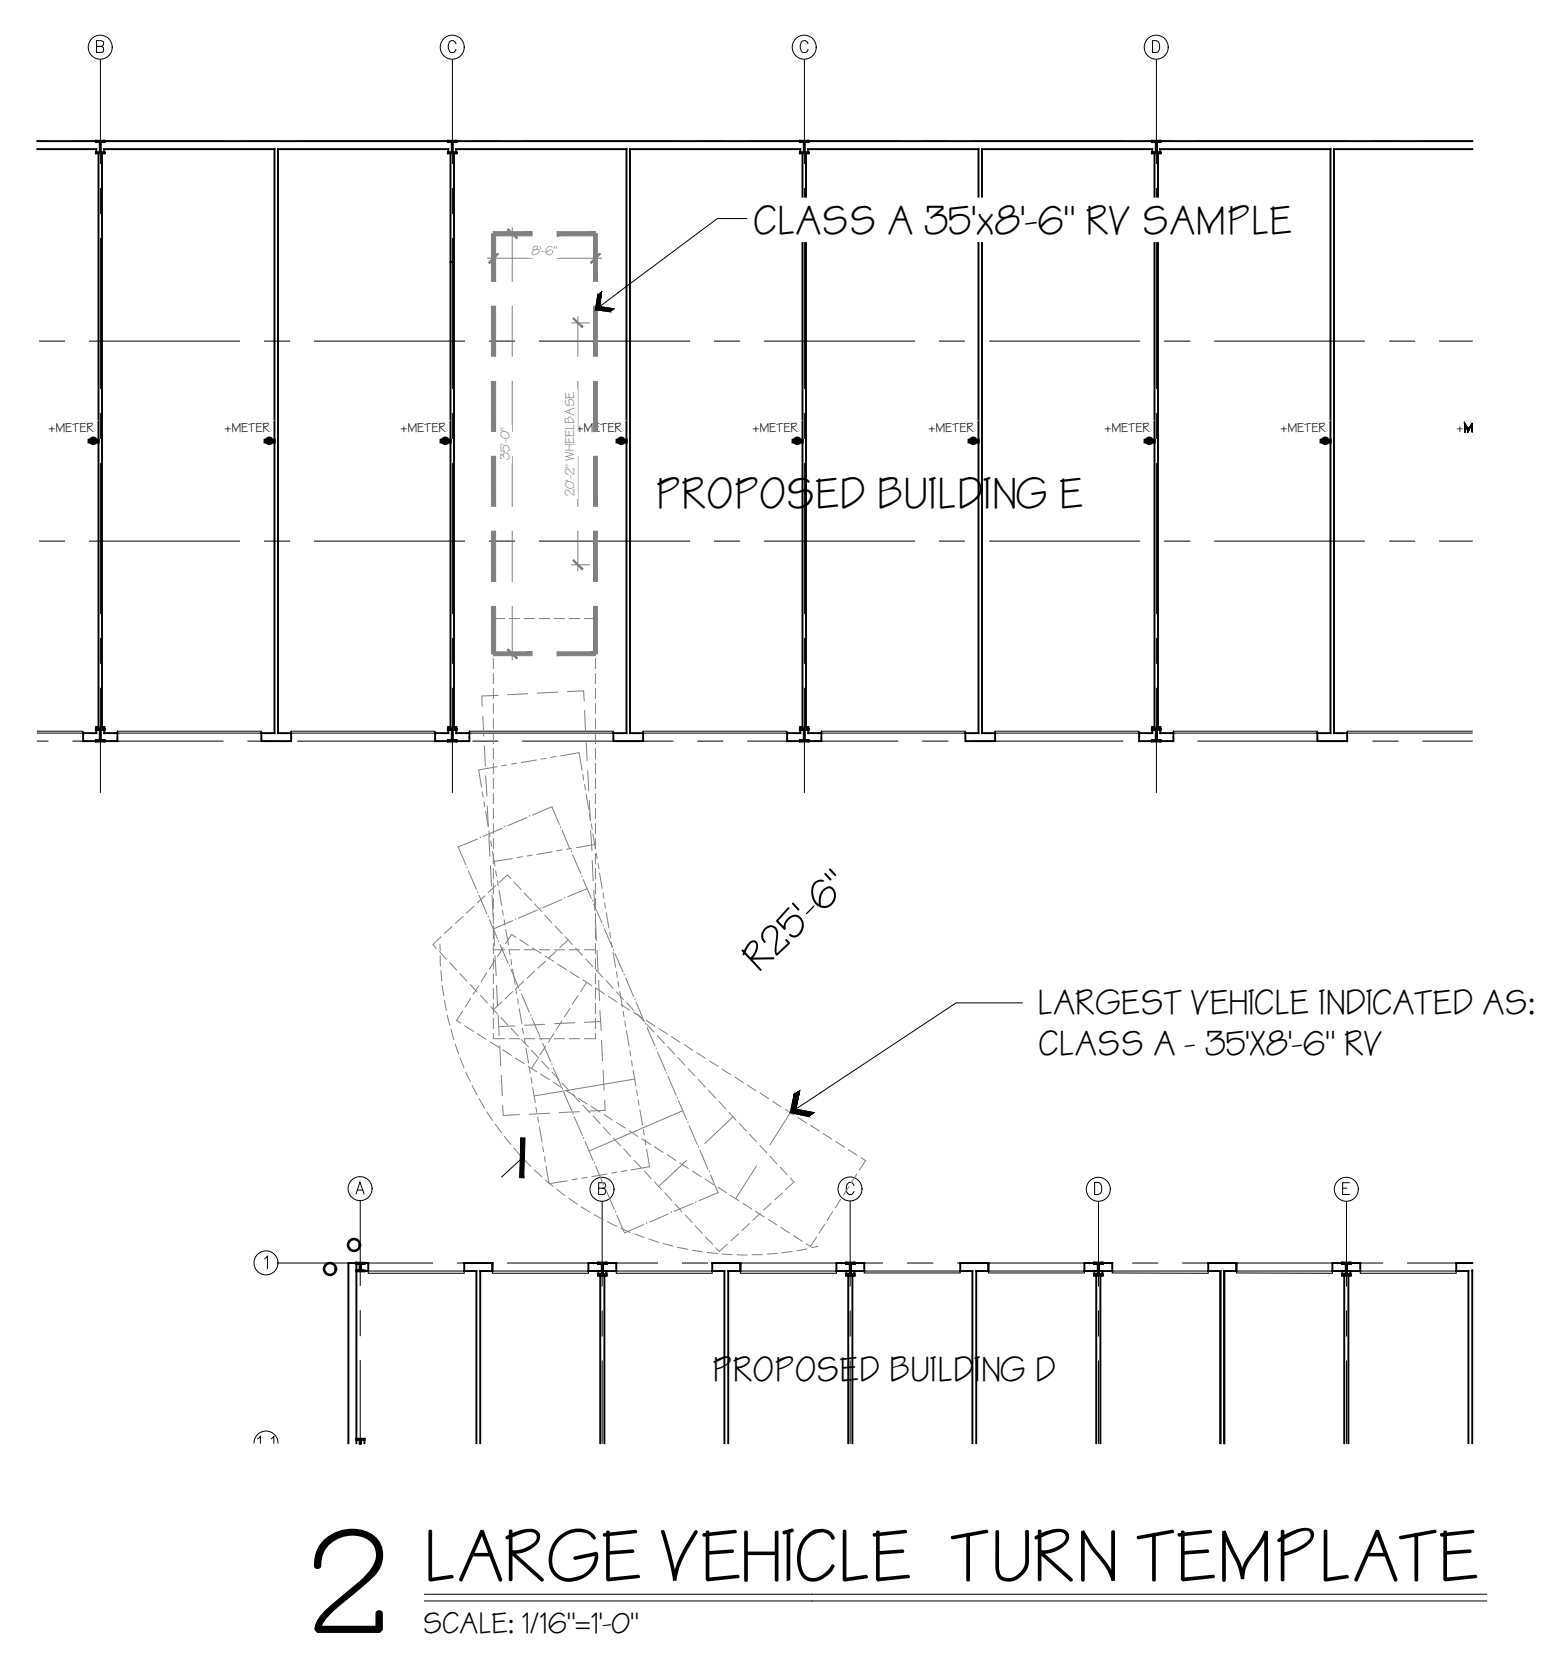 B C C D
CLASS A 35'x8'-6" RV SAMPLE
8'-6"
+METER +METER +METER +METER +METER +METER +METER +METER
35'-0"
20'-2" WHEELBASE
PROPOSED BUILDING E
R25'-6"
LARGEST VEHICLE INDICATED AS:
CLASS A - 35'X8'-6" RV
A B C D E
1
PROPOSED BUILDING D
1.1
2 LARGE VEHICLE TURN TEMPLATE
SCALE: 1/16"=1'-0"